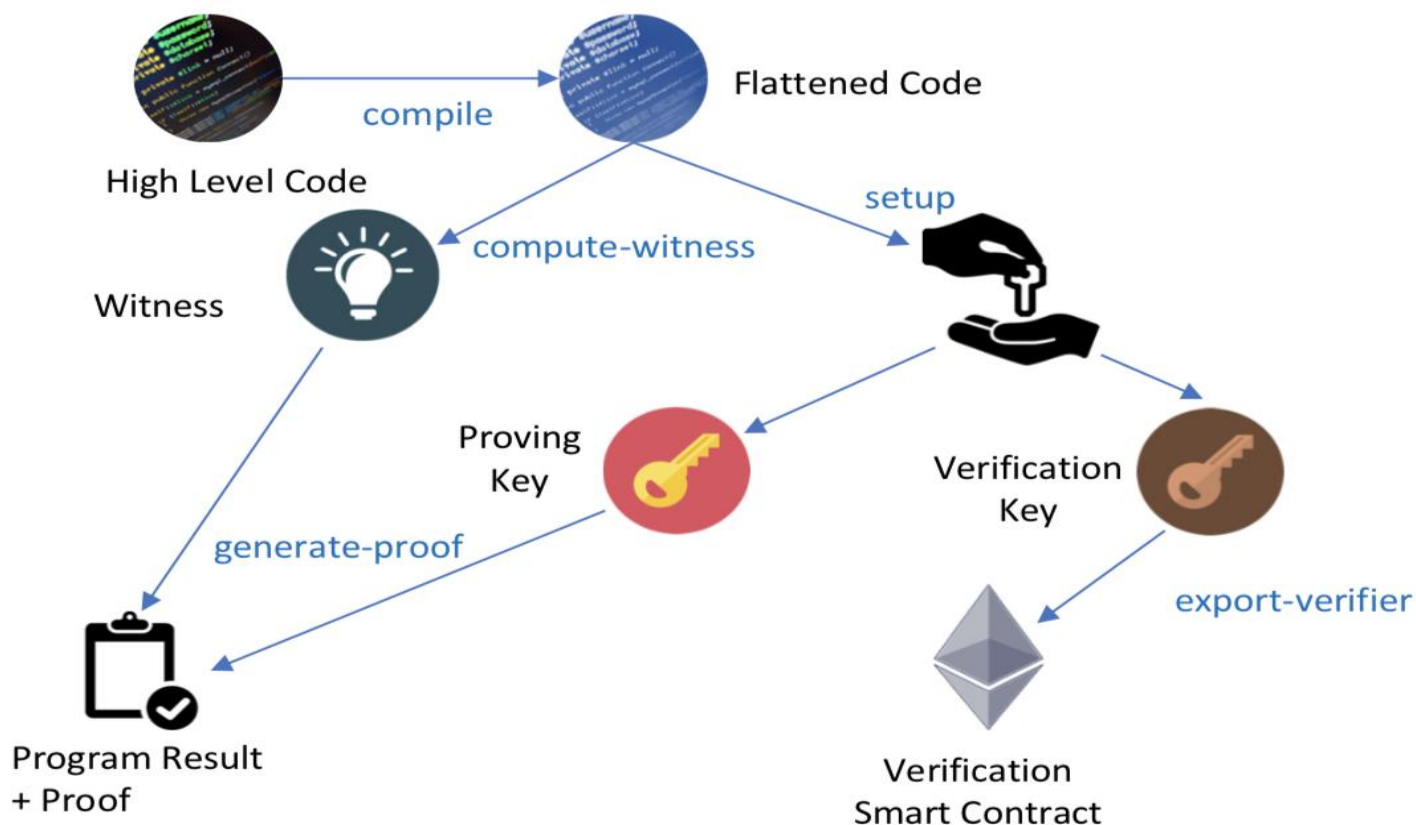 Flattened Code
compile
High Level Code
setup
compute-witness
Witness
Proving
Key
Verification
Key
generate-proof
export-verifier
Program Result
+ Proof
Verification
Smart Contract